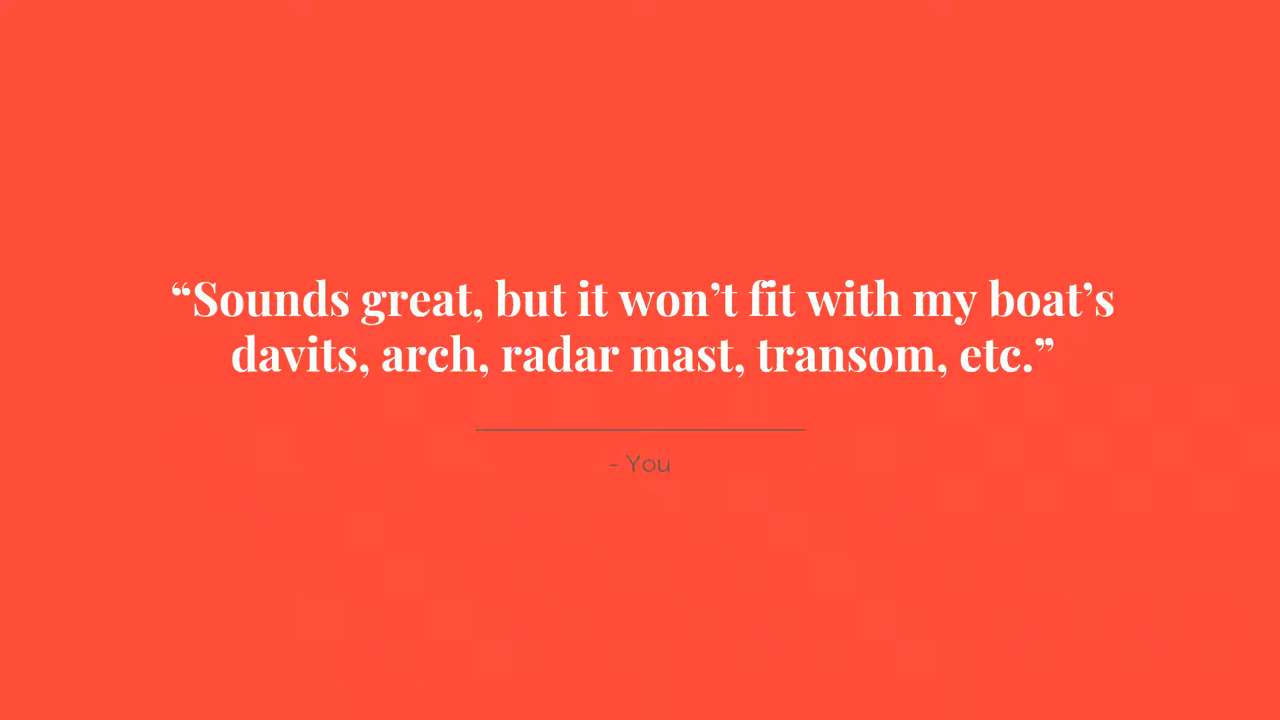 “Sounds great, but it won’t fit with my boat’s
davits, arch, radar mast, transom, etc.”
- You